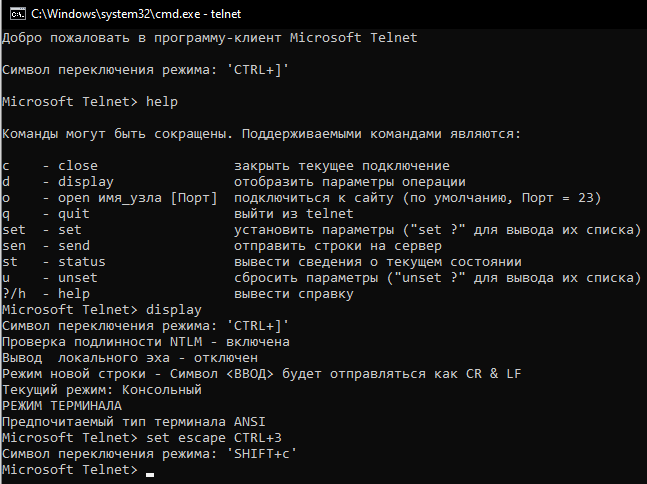 C:\Windows\system32\cmd.exe - telnet
Добро пожаловать в программу-клиент Microsoft Telnet
Символ переключения режима: 'CTRL+]'
Microsoft Telnet> help
Команды могут быть сокращены. Поддерживаемыми командами являются:
c    - close                 закрыть текущее подключение
d    - display               отобразить параметры операции
o    - open имя_узла [Порт]  подключиться к сайту (по умолчанию, Порт = 23)
q    - quit                  выйти из telnet
set  - set                   установить параметры ("set ?" для вывода их списка)
sen  - send                  отправить строки на сервер
st   - status                вывести сведения о текущем состоянии
u    - unset                 сбросить параметры ("unset ?" для вывода их списка)
?/h  - help                  вывести справку
Microsoft Telnet> display
Символ переключения режима: 'CTRL+]'
Проверка подлинности NTLM - включена
Вывод  локального эха - отключен
Режим новой строки - Символ <ВВОД> будет отправляться как CR & LF
Текущий режим: Консольный
РЕЖИМ ТЕРМИНАЛА
Предпочитаемый тип терминала ANSI
Microsoft Telnet> set escape CTRL+3
Символ переключения режима: 'SHIFT+c'
Microsoft Telnet>